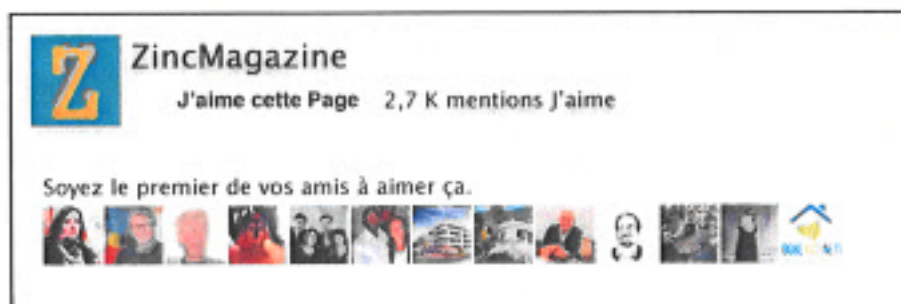 Z
ZincMagazine
J'aime cette Page 2,7 K mentions J'aime
Soyez le premier de vos amis à aimer ça.